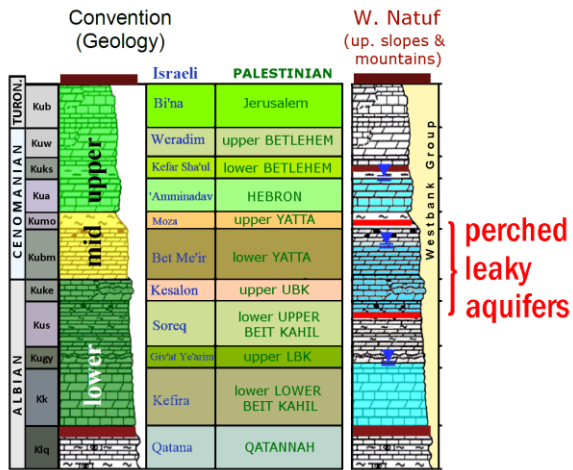 Convention
(Geology)
W. Natuf
(up. slopes &
mountains)
Israeli
PALESTINIAN
TURON.
Kub
Bi'na
Jerusalem
CENOMANIAN
Kuw
upper
Weradim
upper BETLEHEM
Kuks
Kefar Sha'ul
lower BETLEHEM
Kua
'Amminadav
HEBRON
Kumo
mid
Moza
upper YATTA
Kubm
Bet Me'ir
lower YATTA
ALBIAN
Kuke
lower
Kesalon
upper UBK
Kus
Soreq
lower UPPER
BEIT KAHIL
Kugy
Giv'at Ye'arim
upper LBK
Kk
Kefira
lower LOWER
BEIT KAHIL
Klq
Qatana
QATANNAH
Westbank Group
perched
leaky
aquifers